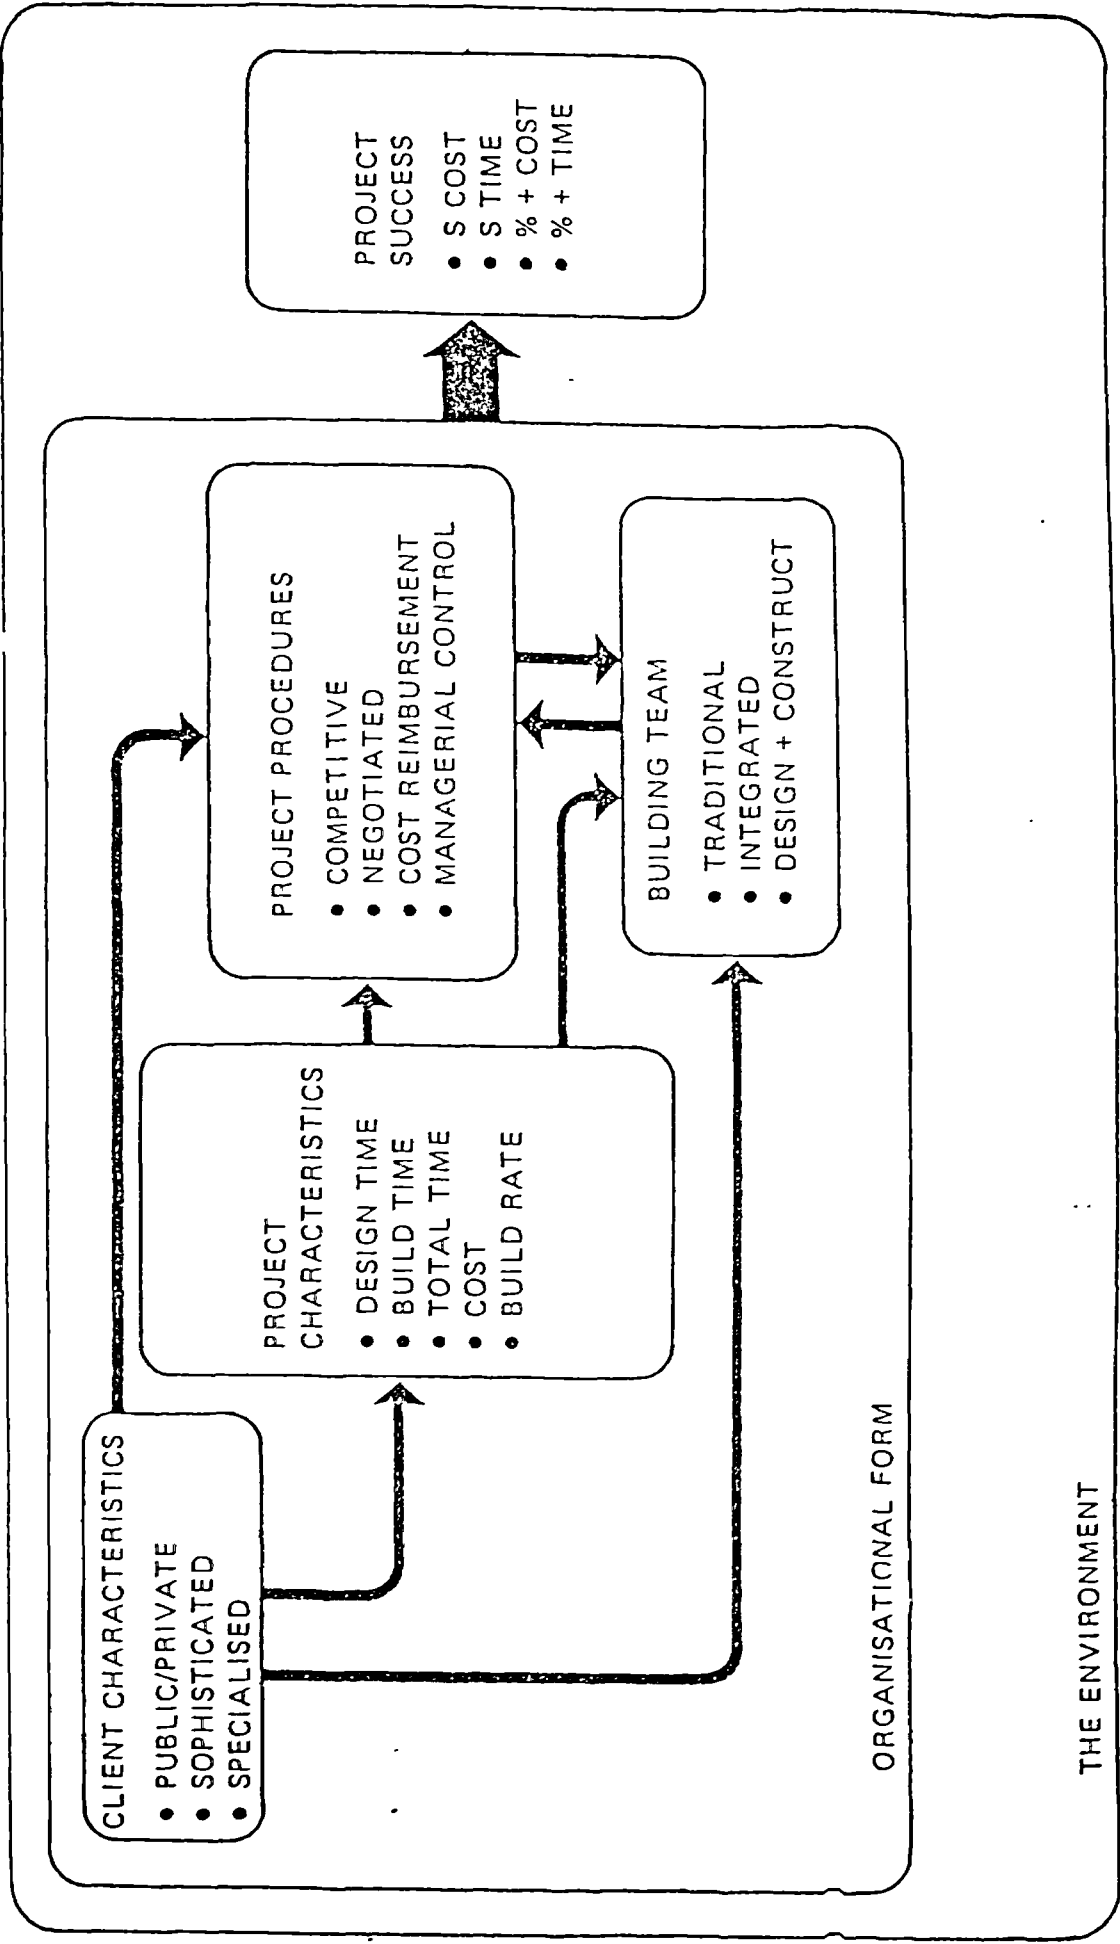 CLIENT CHARACTERISTICS
• PUBLIC/PRIVATE
• SOPHISTICATED
• SPECIALISED
PROJECT
CHARACTERISTICS
• DESIGN TIME
• BUILD TIME
• TOTAL TIME
• COST
• BUILD RATE
PROJECT PROCEDURES
• COMPETITIVE
• NEGOTIATED
• COST REIMBURSEMENT
• MANAGERIAL CONTROL
BUILDING TEAM
• TRADITIONAL
• INTEGRATED
• DESIGN + CONSTRUCT
PROJECT
SUCCESS
• S COST
• S TIME
• % + COST
• % + TIME
ORGANISATIONAL FORM
THE ENVIRONMENT